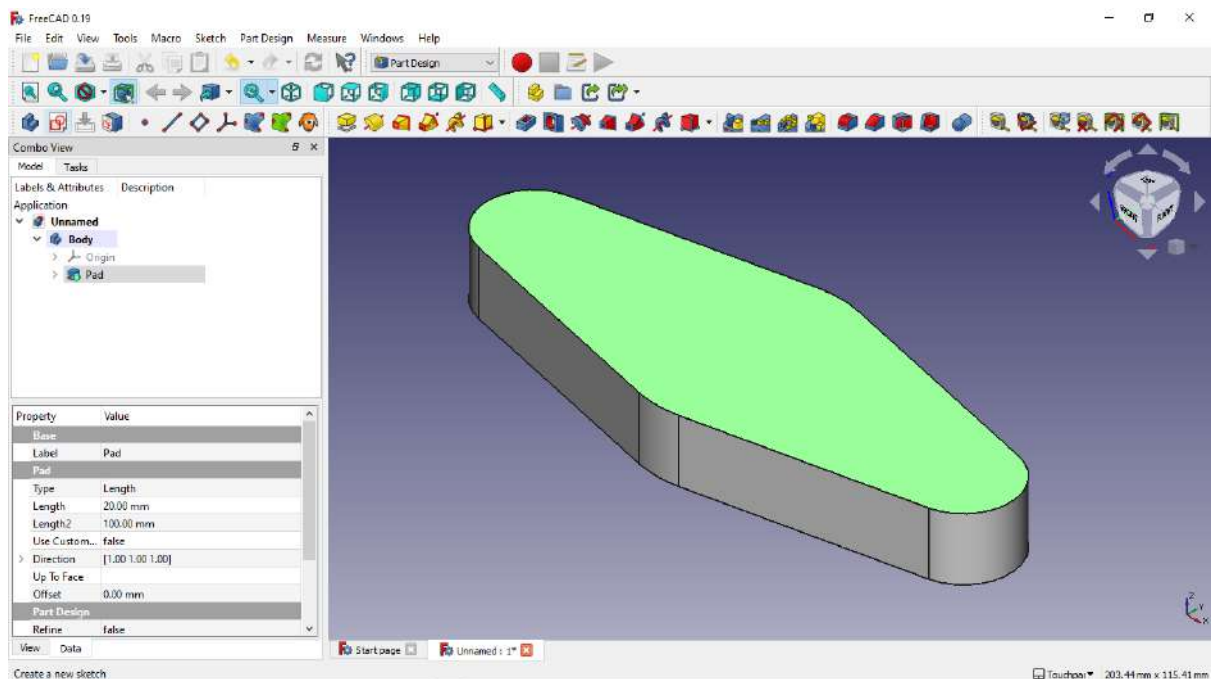 FreeCAD 0.19
File Edit View Tools Macro Sketch Part Design Measure Windows Help
Part Design
Combo View
Model Tasks
Labels & Attributes Description
Application
Unnamed
Body
Origin
Pad
Property Value
Base
Label Pad
Pad
Type Length
Length 20.00 mm
Length2 100.00 mm
Use Custom... false
Direction [1.00 1.00 1.00]
Up To Face
Offset 0.00 mm
Part Design
Refine false
View Data
Start page
Unnamed : 1*
Create a new sketch
Touchpar 203.44 mm x 115.41 mm
Z
Y
X